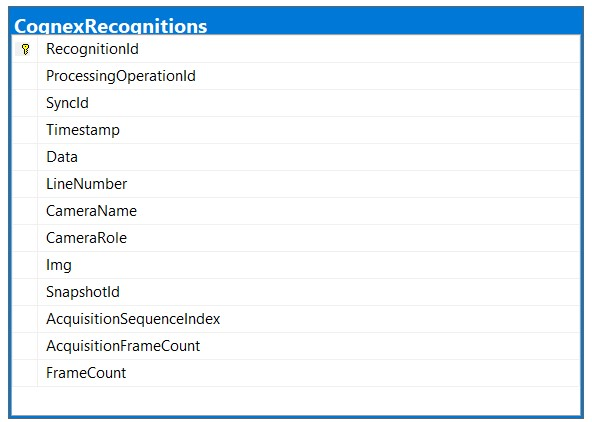 CognexRecognitions
RecognitionId
ProcessingOperationId
SyncId
Timestamp
Data
LineNumber
CameraName
CameraRole
Img
SnapshotId
AcquisitionSequenceIndex
AcquisitionFrameCount
FrameCount